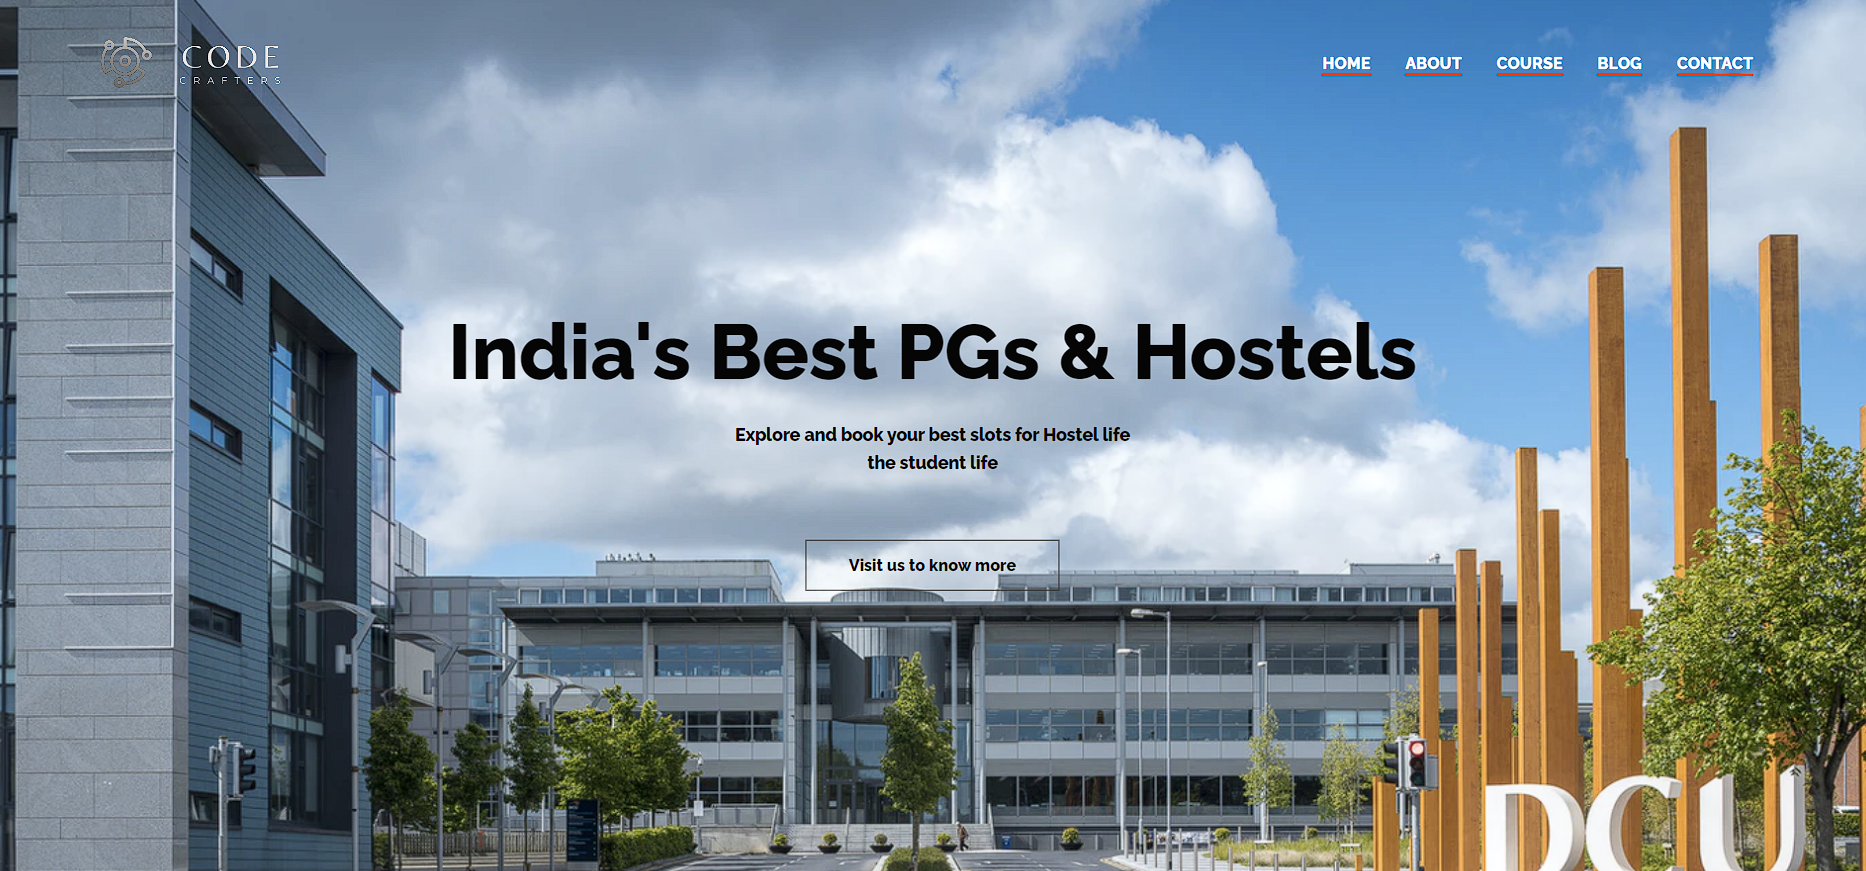 CODE
CRAFTERS
HOME ABOUT COURSE BLOG CONTACT
India's Best PGs & Hostels
Explore and book your best slots for Hostel life
the student life
Visit us to know more
DCU